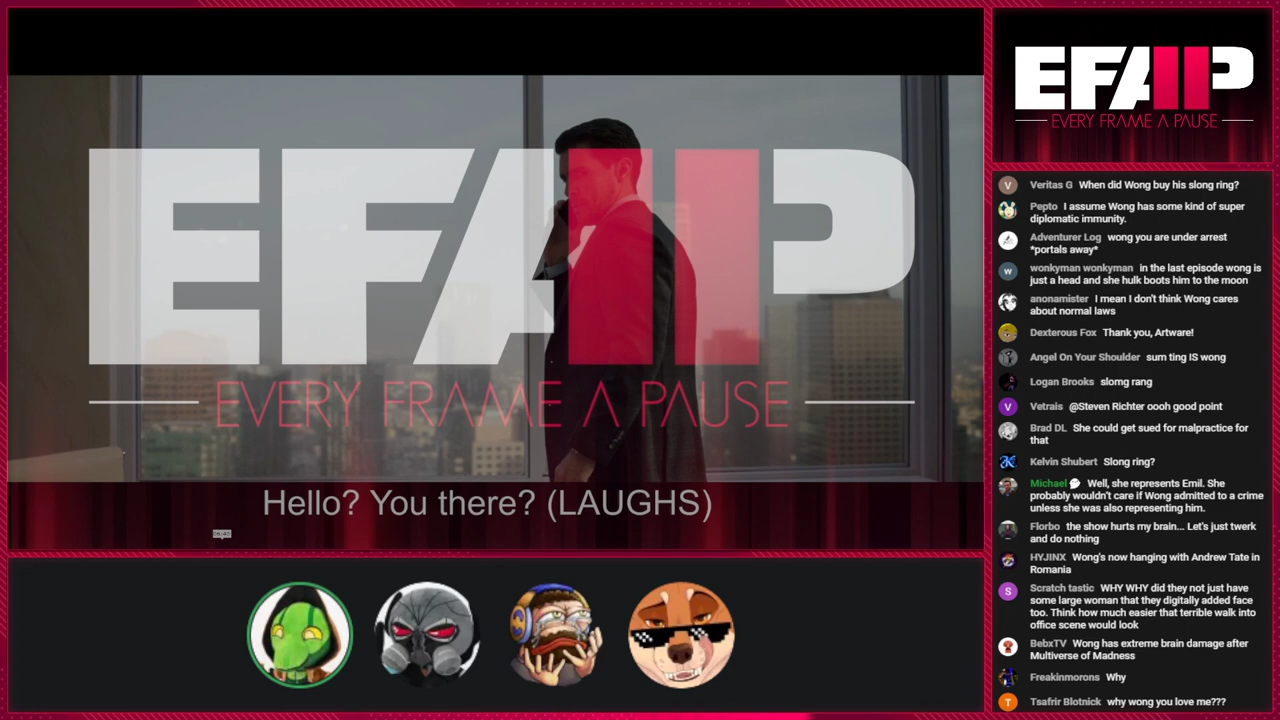 EFAP
EVERY FRAME A PAUSE
Hello? You there? (LAUGHS)
EFAP
EVERY FRAME A PAUSE
V
Veritas G When did Wong buy his slong ring?
Pepto I assume Wong has some kind of super
diplomatic immunity.
Adventurer Log wong you are under arrest
*portals away*
w
wonkyman wonkyman in the last episode wong is
just a head and she hulk boots him to the moon
anonamister I mean I don't think Wong cares
about normal laws
Dexterous Fox Thank you, Artware!
Angel On Your Shoulder sum ting IS wong
Logan Brooks slomg rang
V
Vetrais @Steven Richter oooh good point
Brad DL She could get sued for malpractice for
that
Kelvin Shubert Slong ring?
Michael Well, she represents Emil. She
probably wouldn't care if Wong admitted to a crime
unless she was also representing him.
Florbo the show hurts my brain... Let's just twerk
and do nothing
HYJINX Wong's now hanging with Andrew Tate in
Romania
S
Scratch tastic WHY WHY did they not just have
some large woman that they digitally added face
too. Think how much easier that terrible walk into
office scene would look
BebxTV Wong has extreme brain damage after
Multiverse of Madness
Freakinmorons Why
T
Tsafrir Blotnick why wong you love me???